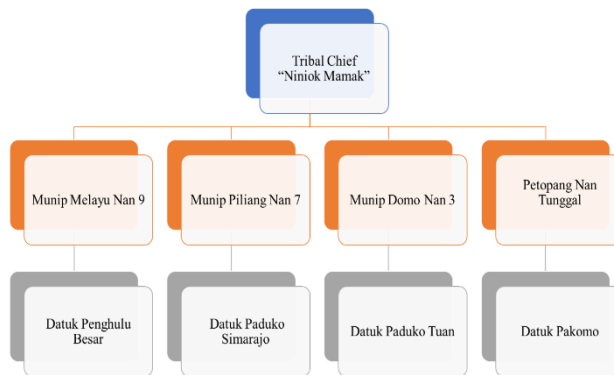 Tribal Chief
“Niniok Mamak”
Munip Melayu Nan 9
Munip Piliang Nan 7
Munip Domo Nan 3
Petopang Nan
Tunggal
Datuk Penghulu
Besar
Datuk Paduko
Simarajo
Datuk Paduko Tuan
Datuk Pakomo